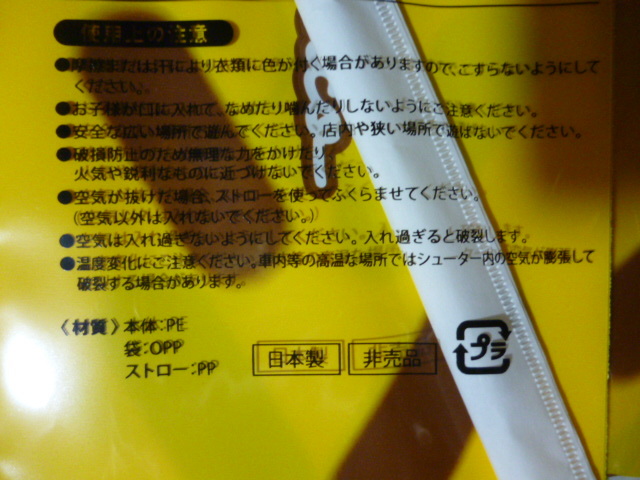 使用上の注意
●摩擦または汗により衣類に色が付く場合がありますので、こすらないようにして
ください。
●お子様が口に入れて、なめたり噛んだりしないようにご注意ください。
●安全な広い場所で遊んでください。店内や狭い場所で遊ばないでください。
●破損防止のため無理な力をかけたり、
火気や鋭利なものに近づけないでください。
●空気が抜けた場合、ストローを使ってふくらませてください。
(空気以外は入れないでください。)
●空気は入れ過ぎないようにしてください。入れ過ぎると破裂します。
●温度変化にご注意ください。車内等の高温な場所ではシューター内の空気が膨張して
破裂する場合があります。
〈材質〉本体:PE
袋:OPP
ストロー:PP
日本製 非売品
プラ